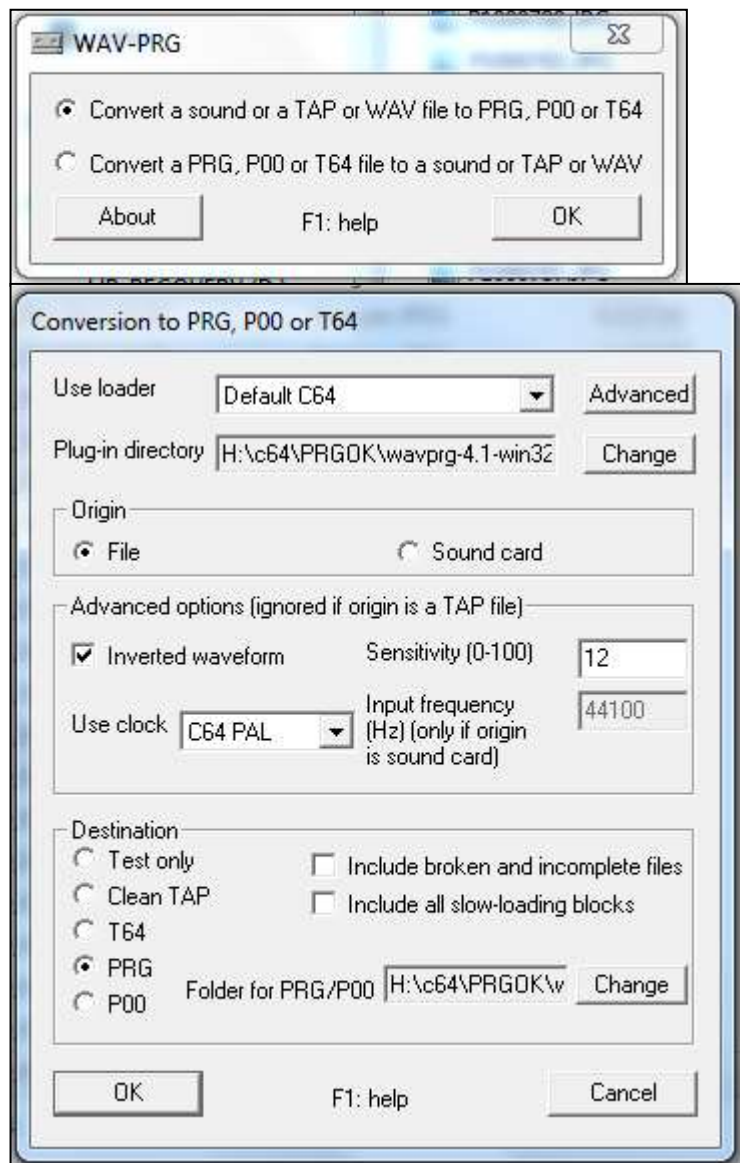 WAV-PRG
Convert a sound or a TAP or WAV file to PRG, P00 or T64
Convert a PRG, P00 or T64 file to a sound or TAP or WAV
About
F1: help
OK
Conversion to PRG, P00 or T64
Use loader
Default C64
Advanced
Plug-in directory
H:\c64\PRGOK\wavprg-4.1-win32
Change
Origin
File
Sound card
Advanced options (ignored if origin is a TAP file)
Inverted waveform
Sensitivity (0-100)
12
Use clock
C64 PAL
Input frequency
(Hz) (only if origin
is sound card)
44100
Destination
Test only
Include broken and incomplete files
Clean TAP
Include all slow-loading blocks
T64
PRG
P00
Folder for PRG/P00
H:\c64\PRGOK\v
Change
OK
F1: help
Cancel